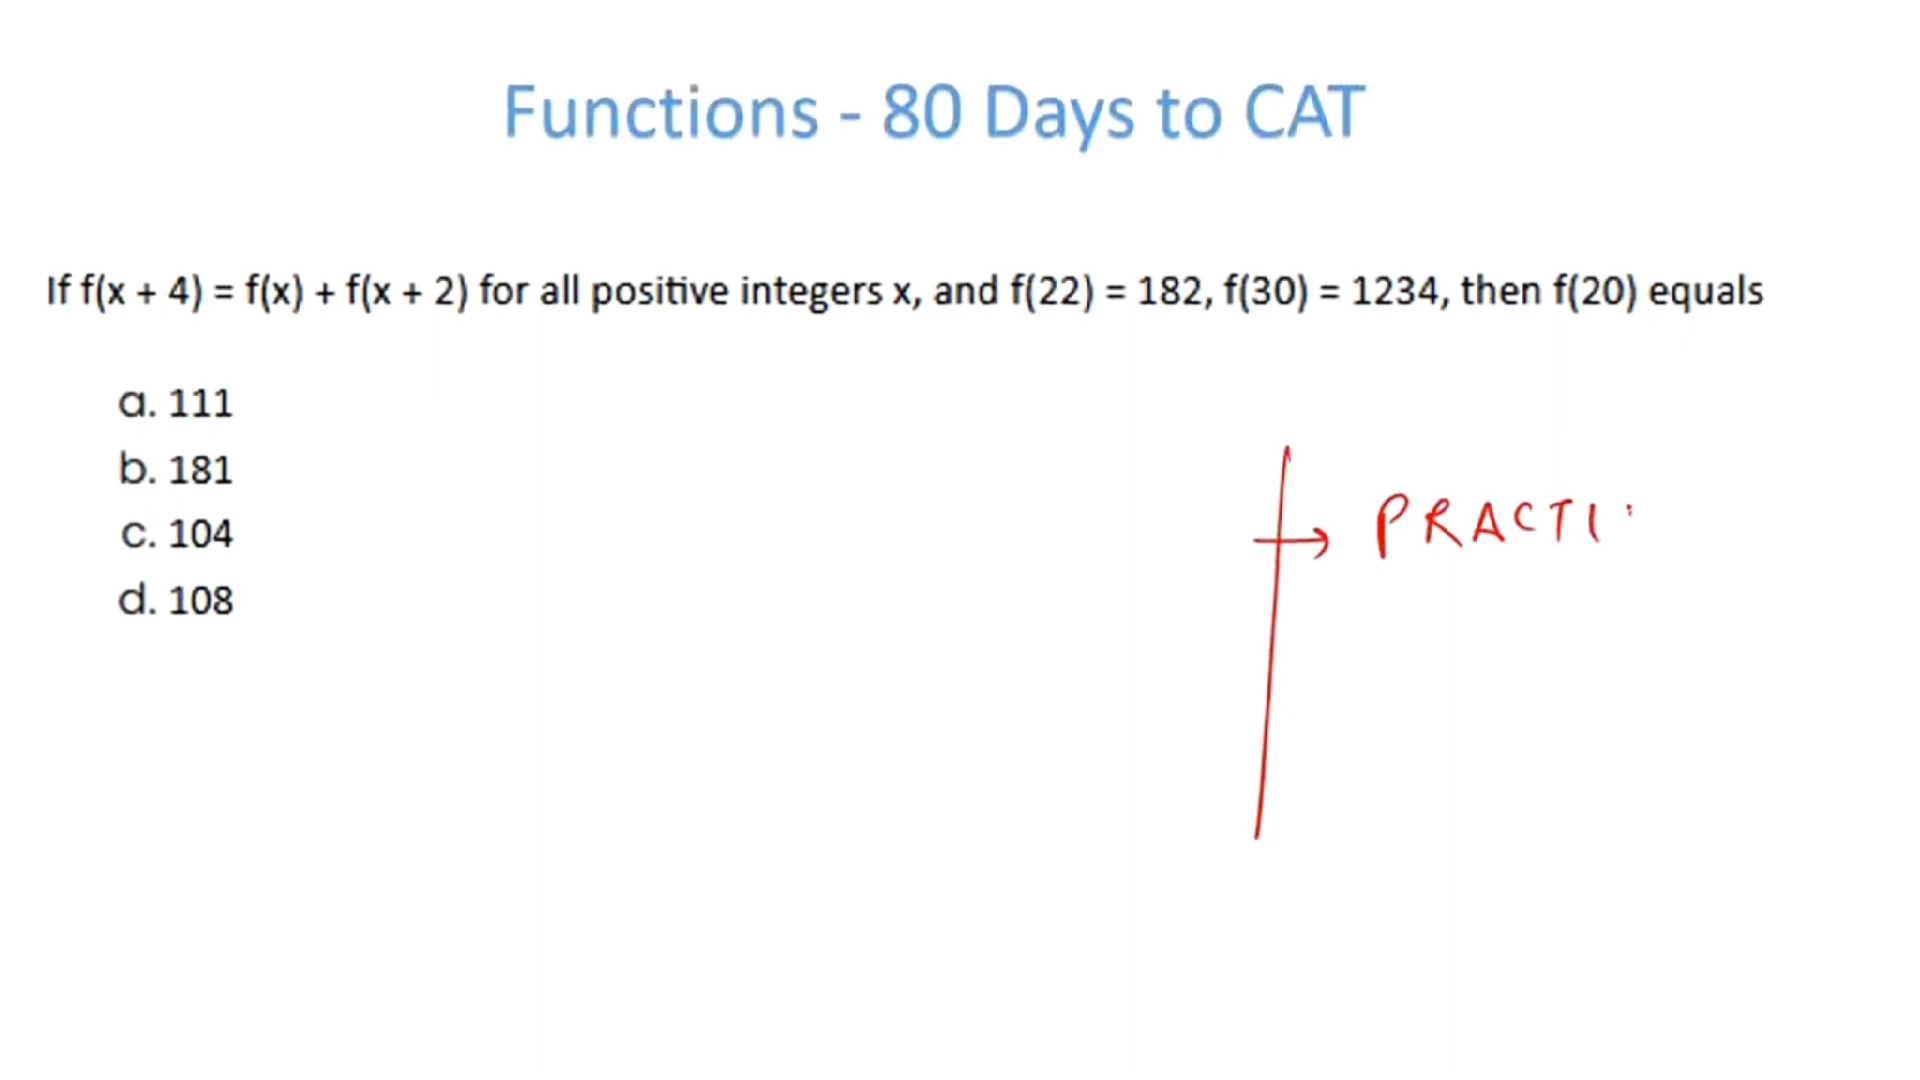 Functions - 80 Days to CAT
If f(x + 4) = f(x) + f(x + 2) for all positive integers x, and f(22) = 182, f(30) = 1234, then f(20) equals
a. 111
b. 181
c. 104
d. 108
PRACTI